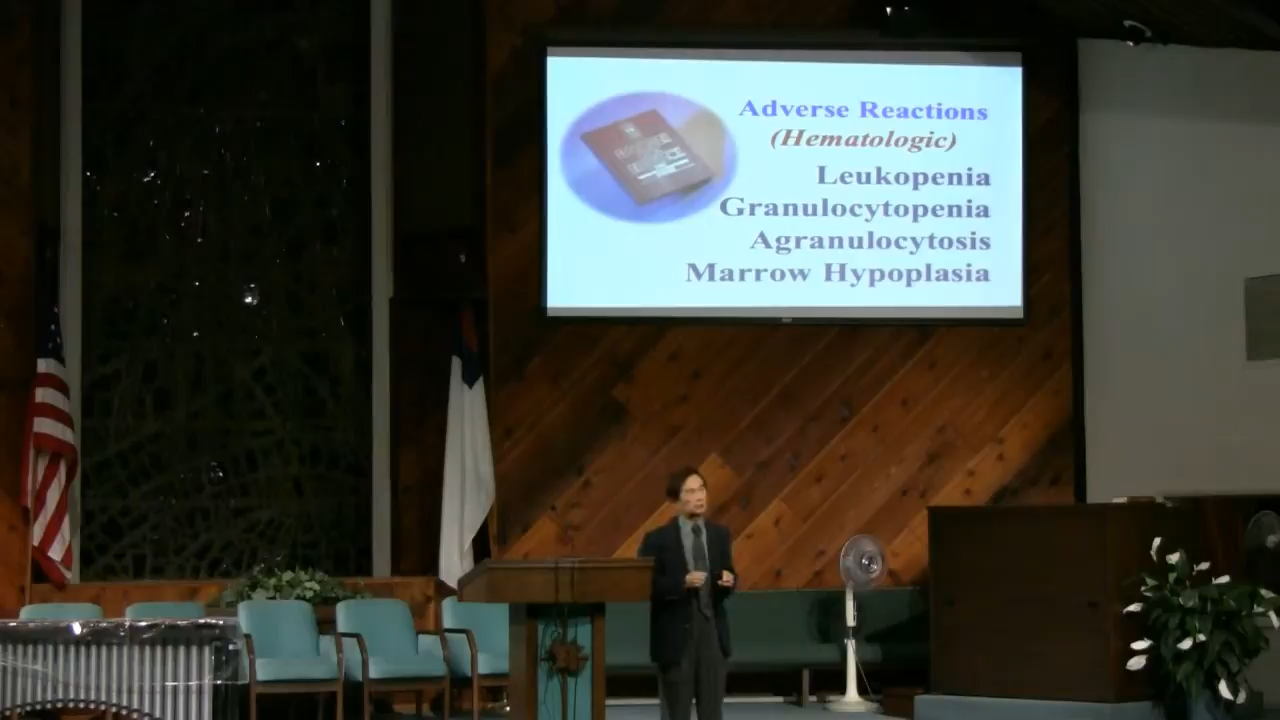 Adverse Reactions
(Hematologic)
Leukopenia
Granulocytopenia
Agranulocytosis
Marrow Hypoplasia